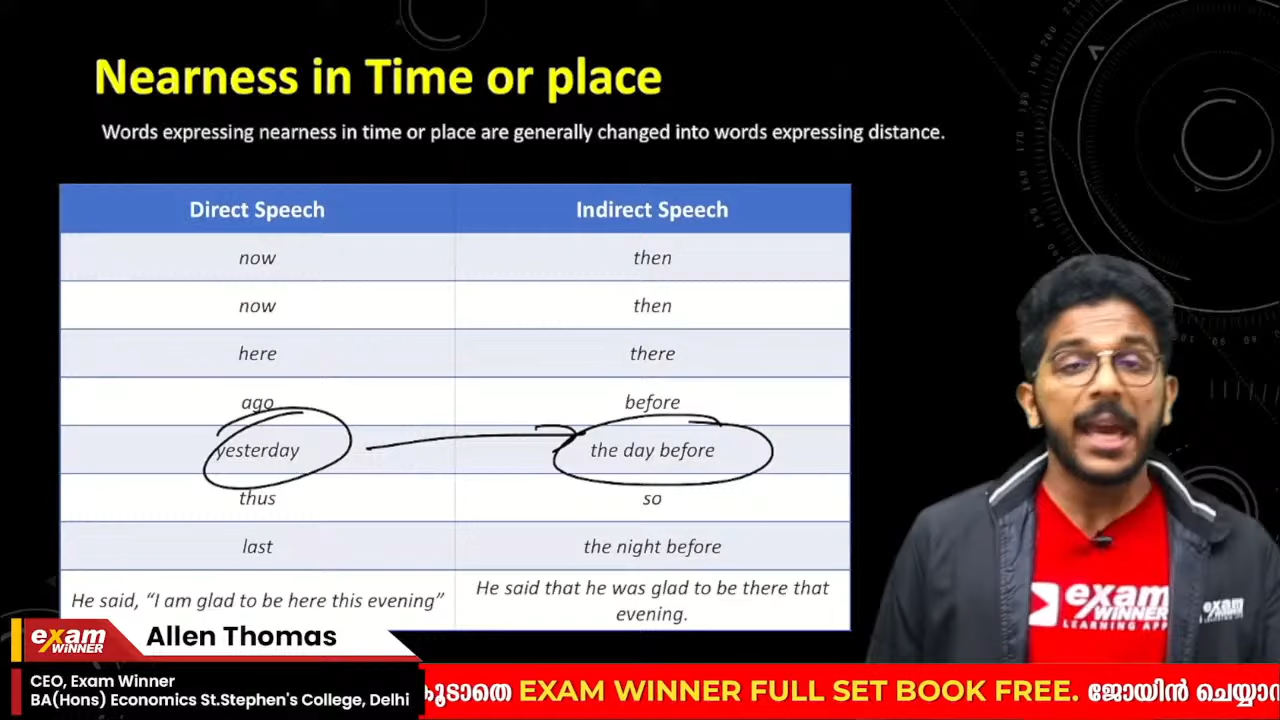 Nearness in Time or place
Words expressing nearness in time or place are generally changed into words expressing distance.
Direct Speech Indirect Speech
now then
now then
here there
ago before
yesterday the day before
thus so
last the night before
He said, “I am glad to be here this evening” He said that he was glad to be there that
evening.
exam
WINNER
LEARNING APP
exam
WINNER
exam
WINNER
Allen Thomas
CEO, Exam Winner
BA(Hons) Economics St.Stephen's College, Delhi
കൂടാതെ EXAM WINNER FULL SET BOOK FREE. ജോയിൻ ചെയ്യാ